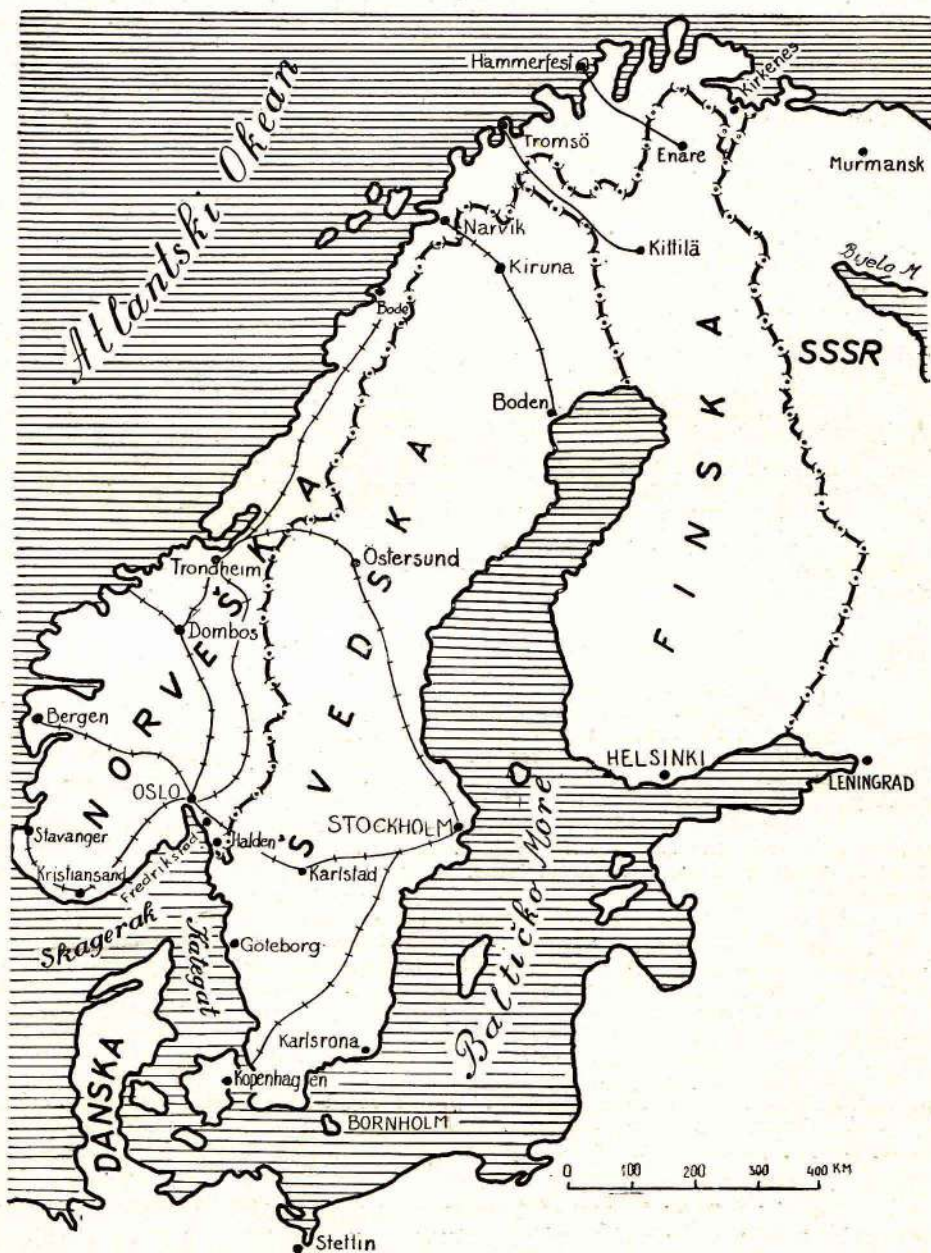 Hammerfest
Kirkenes
Atlantski Okean
Tromsö
Enare
Murmansk
Narvik
Kittilä
Kiruna
Bijelo M
Bodö
SSSR
Boden
NORVEŠKA
ŠVEDSKA
FINSKA
Trondheim
Östersund
Dombos
Bergen
HELSINKI
OSLO
LENINGRAD
Stavanger
Halden
STOCKHOLM
Fredrikstad
Kristiansand
Karlstad
Baltičko More
Skagerak
Kategat
Göteborg
Karlsrona
DANSKA
Kopenhagen
BORNHOLM
0 100 200 300 400 KM
Stettin